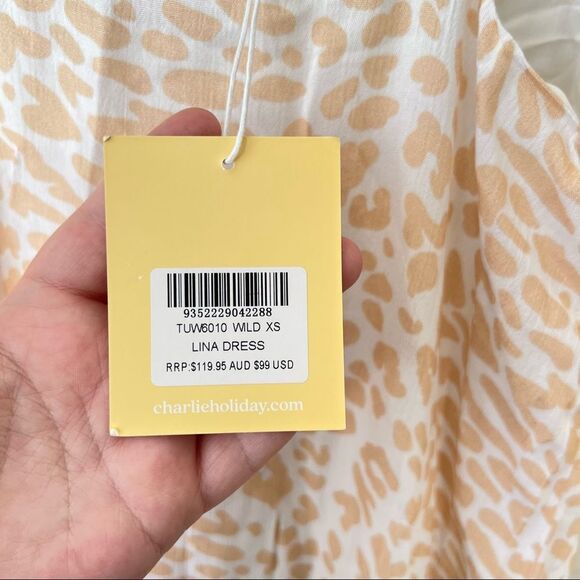 9352229042288
TUW6010 WILD XS
LINA DRESS
RRP:$119.95 AUD $99 USD
charlieholiday.com